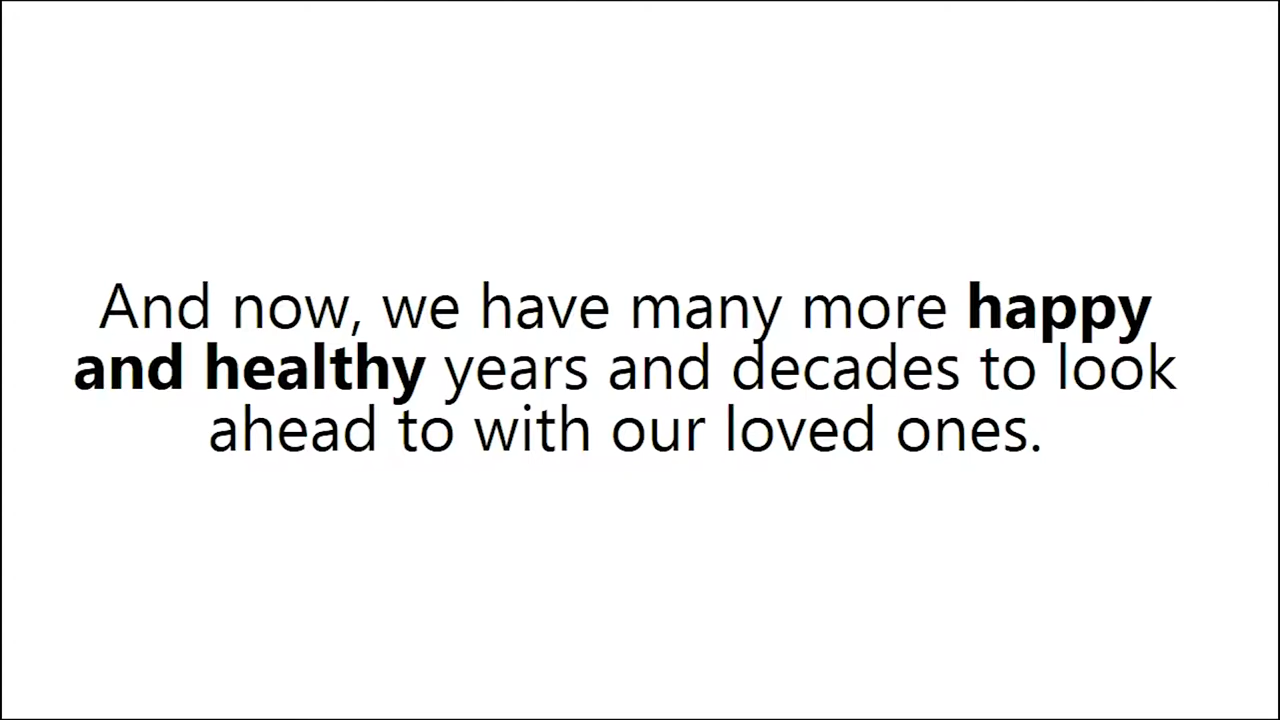 And now, we have many more happy
and healthy years and decades to look
ahead to with our loved ones.